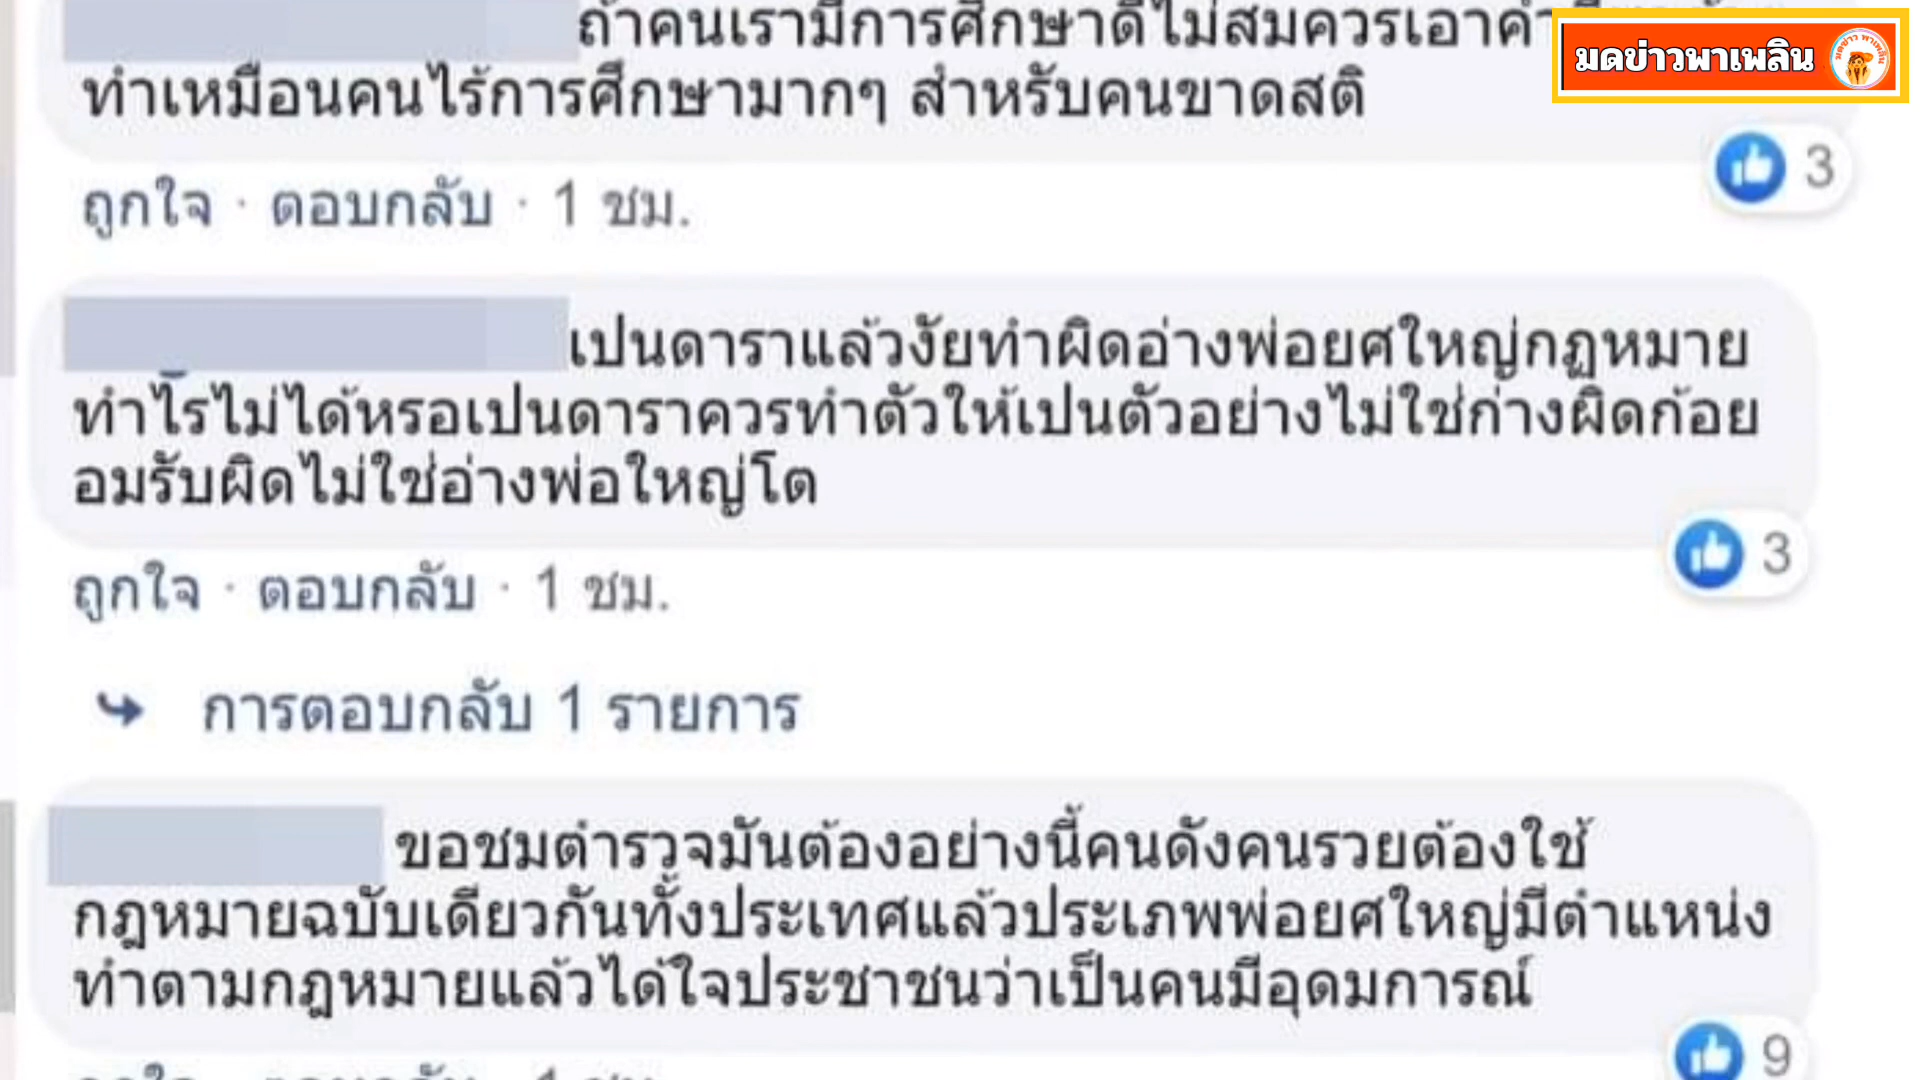 ถ้าคนเรามีการศึกษาดีไม่สมควรเอาคำ
มดข่าวพาเพลิน
ทำเหมือนคนไร้การศึกษามากๆ สำหรับคนขาดสติ
3
ถูกใจ · ตอบกลับ · 1 ชม.
เปนดาราแล้วงัยทำผิดอ่างพ่อยศใหญ่กฏหมาย
ทำไรไม่ได้หรอเปนดาราควรทำตัวให้เปนตัวอย่างไม่ใช่ก่างผิดก้อย
อมรับผิดไม่ใช่อ่างพ่อใหญ่โต
3
ถูกใจ · ตอบกลับ · 1 ชม.
การตอบกลับ 1 รายการ
ขอชมตำรวจมันต้องอย่างนี้คนดังคนรวยต้องใช้
กฎหมายฉบับเดียวกันทั้งประเทศแล้วประเภพพ่อยศใหญ่มีตำแหน่ง
ทำตามกฎหมายแล้วได้ใจประชาชนว่าเป็นคนมีอุดมการณ์
9